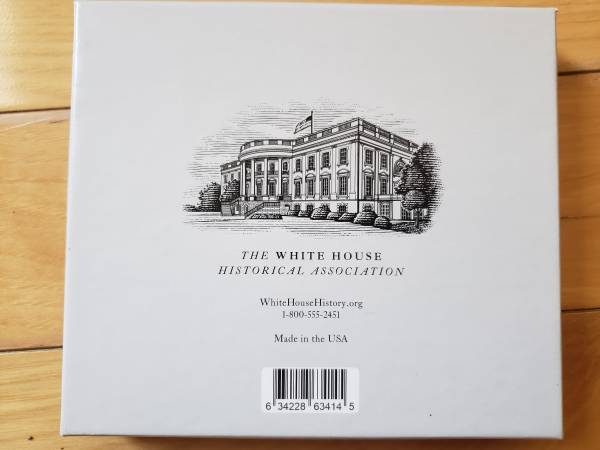 THE WHITE HOUSE
HISTORICAL ASSOCIATION
WhiteHouseHistory.org
1-800-555-2451
Made in the USA
6 34228 63414 5